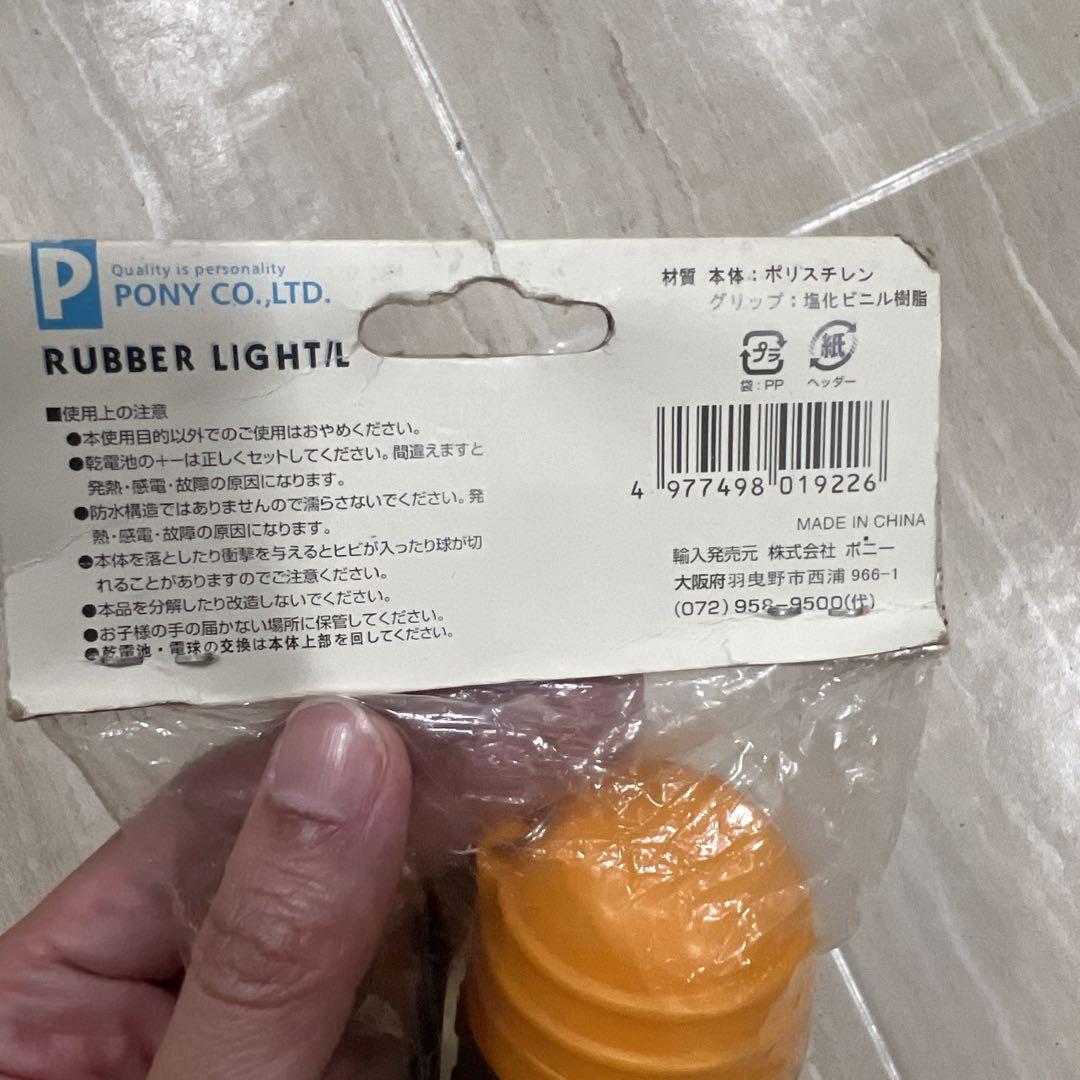 P
Quality is personality
PONY CO.,LTD.
RUBBER LIGHT/L
■使用上の注意
●本使用目的以外でのご使用はおやめください。
●乾電池の+-は正しくセットしてください。間違えますと
発熱・感電・故障の原因になります。
●防水構造ではありませんので濡らさないでください。発
熱・感電・故障の原因になります。
●本体を落としたり衝撃を与えるとヒビが入ったり球が切
れることがありますのでご注意ください。
●本品を分解したり改造しないでください。
●お子様の手の届かない場所に保管してください。
●乾電池・電球の交換は本体上部を回してください。
材質 本体:ポリスチレン
グリップ:塩化ビニル樹脂
プラ 紙
袋:PP ヘッダー
4 977498 019226
MADE IN CHINA
輸入発売元 株式会社 ポニー
大阪府羽曳野市西浦 966-1
(072) 958-9500(代)